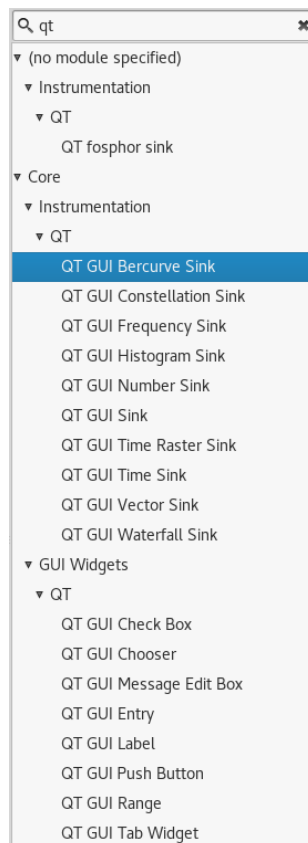 qt
(no module specified)
Instrumentation
QT
QT fosphor sink
Core
Instrumentation
QT
QT GUI Bercurve Sink
QT GUI Constellation Sink
QT GUI Frequency Sink
QT GUI Histogram Sink
QT GUI Number Sink
QT GUI Sink
QT GUI Time Raster Sink
QT GUI Time Sink
QT GUI Vector Sink
QT GUI Waterfall Sink
GUI Widgets
QT
QT GUI Check Box
QT GUI Chooser
QT GUI Message Edit Box
QT GUI Entry
QT GUI Label
QT GUI Push Button
QT GUI Range
QT GUI Tab Widget